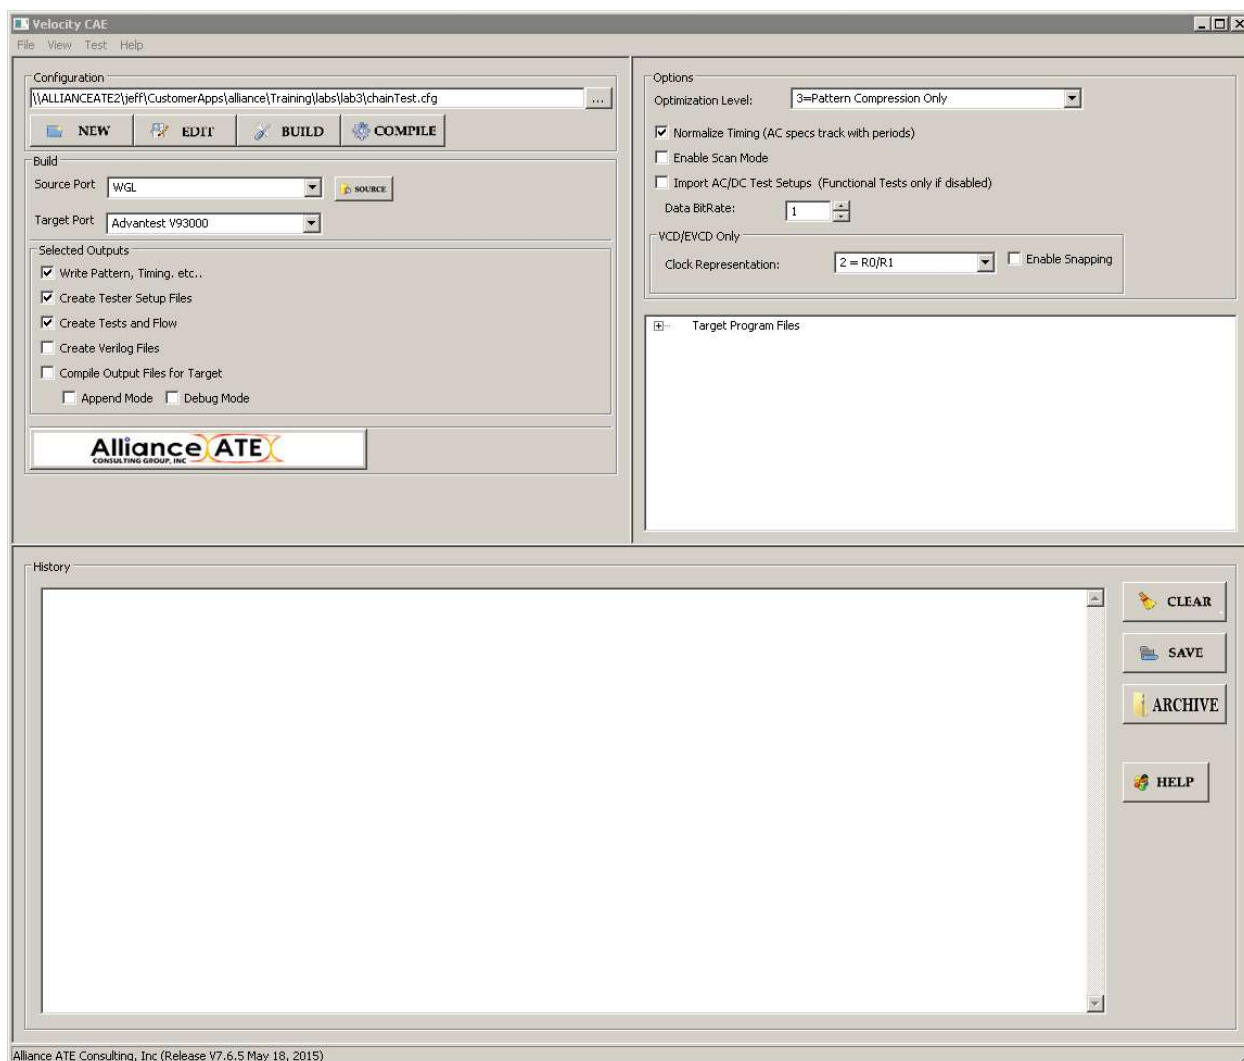 Velocity CAE
File View Test Help
Configuration
\\ALLIANCEATE2\jeff\CustomerApps\alliance\Training\labs\lab3\chainTest.cfg ...
NEW EDIT BUILD COMPILE
Build
Source Port WGL SOURCE
Target Port Advantest V93000
Selected Outputs
Write Pattern, Timing. etc..
Create Tester Setup Files
Create Tests and Flow
Create Verilog Files
Compile Output Files for Target
Append Mode Debug Mode
Alliance ATE
CONSULTING GROUP, INC
Options
Optimization Level: 3=Pattern Compression Only
Normalize Timing (AC specs track with periods)
Enable Scan Mode
Import AC/DC Test Setups (Functional Tests only if disabled)
Data BitRate: 1
VCD/EVCD Only
Clock Representation: 2 = R0/R1 Enable Snapping
Target Program Files
History
CLEAR
SAVE
ARCHIVE
HELP
Alliance ATE Consulting, Inc (Release V7.6.5 May 18, 2015)